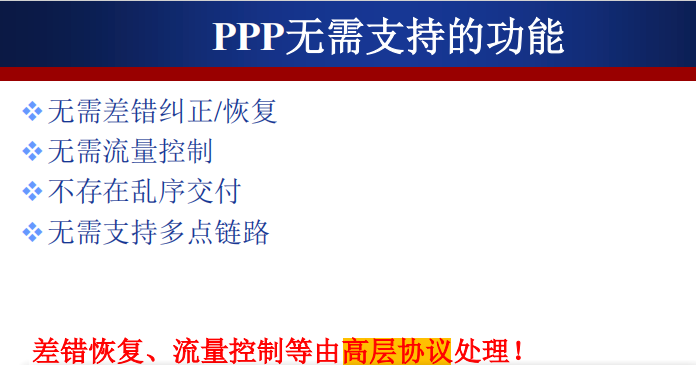 PPP无需支持的功能
❖无需差错纠正/恢复
❖无需流量控制
❖不存在乱序交付
❖无需支持多点链路
差错恢复、流量控制等由高层协议处理！